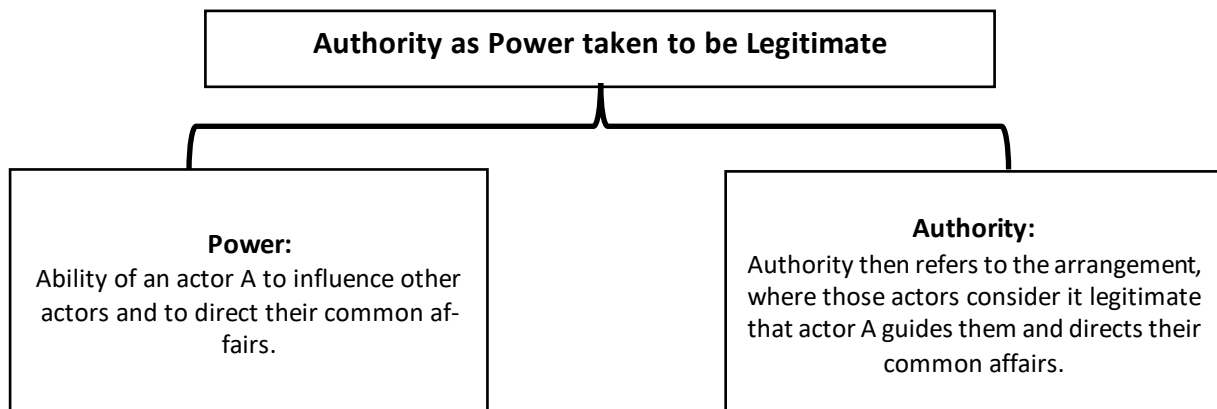 Authority as Power taken to be Legitimate
Power:
Ability of an actor A to influence other
actors and to direct their common af-
fairs.
Authority:
Authority then refers to the arrangement,
where those actors consider it legitimate
that actor A guides them and directs their
common affairs.